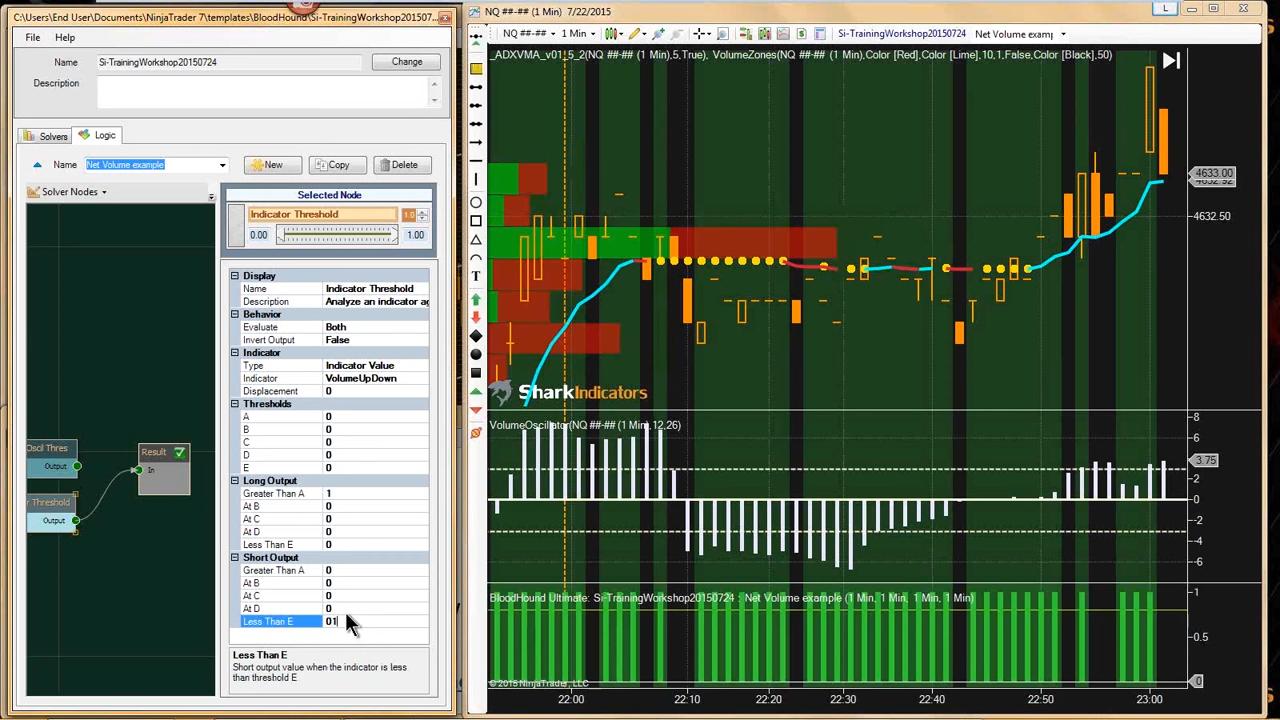 C:\Users\End User\Documents\NinjaTrader 7\templates\BloodHound\Si-TrainingWorkshop201507...
File Help
Name Si-TrainingWorkshop20150724 Change
Description
Solvers Logic
Name Net Volume example New Copy Delete
Solver Nodes
Selected Node
Indicator Threshold 1.0
0.00 1.00
Display
Name Indicator Threshold
Description Analyze an indicator ag
Behavior
Evaluate Both
Invert Output False
Indicator
Type Indicator Value
Indicator VolumeUpDown
Displacement 0
Thresholds
A 0
B 0
C 0
D 0
E 0
Long Output
Greater Than A 1
At B 0
At C 0
At D 0
Less Than E 0
Short Output
Greater Than A 0
At B 0
At C 0
At D 0
Less Than E 01
Less Than E
Short output value when the indicator is less
than threshold E
Oscil Thres
Output
r Threshold
Output
Result
In
NQ ##-## (1 Min) 7/22/2015
L
NQ ##-## 1 Min Si-TrainingWorkshop20150724 Net Volume examp
_ADXVMA_v01_5_2(NQ ##-## (1 Min),5,True), VolumeZones(NQ ##-## (1 Min),Color [Red],Color [Lime],10,1,False,Color [Black],50)
T
4633.00
4632.50
SharkIndicators
VolumeOscillator(NQ ##-## (1 Min),12,26)
8
6
3.75
2
0
-2
-4
-6
BloodHound Ultimate: Si-TrainingWorkshop20150724 : Net Volume example (1 Min, 1 Min, 1 Min, 1 Min)
1
0.5
0
© 2015 NinjaTrader, LLC
22:00 22:10 22:20 22:30 22:40 22:50 23:00